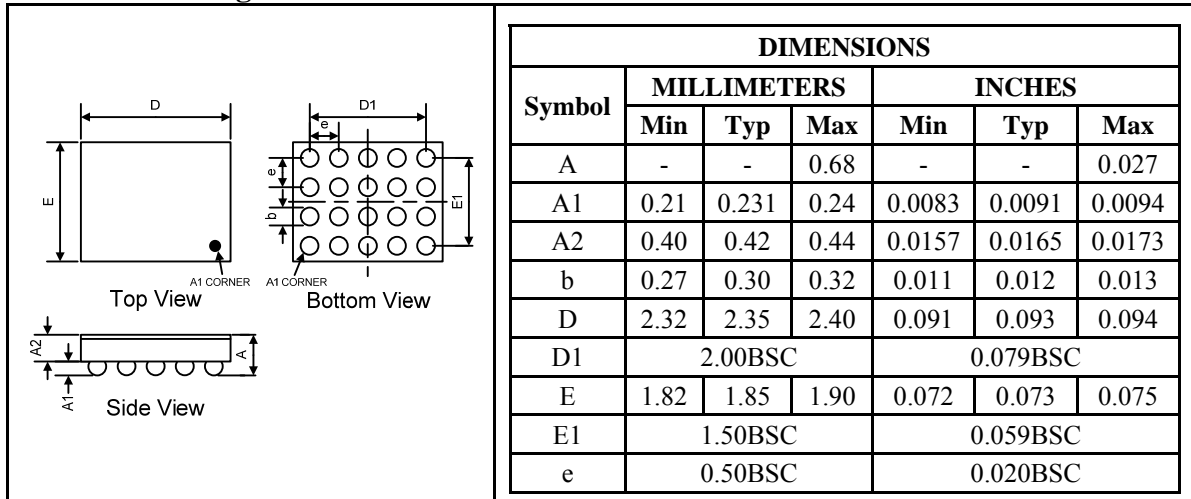 D
E
A1 CORNER
Top View
D1
e
e
b
E1
A1 CORNER
Bottom View
A2
A1
A
Side View
DIMENSIONS
Symbol MILLIMETERS INCHES
Min Typ Max Min Typ Max
A - - 0.68 - - 0.027
A1 0.21 0.231 0.24 0.0083 0.0091 0.0094
A2 0.40 0.42 0.44 0.0157 0.0165 0.0173
b 0.27 0.30 0.32 0.011 0.012 0.013
D 2.32 2.35 2.40 0.091 0.093 0.094
D1 2.00BSC 0.079BSC
E 1.82 1.85 1.90 0.072 0.073 0.075
E1 1.50BSC 0.059BSC
e 0.50BSC 0.020BSC